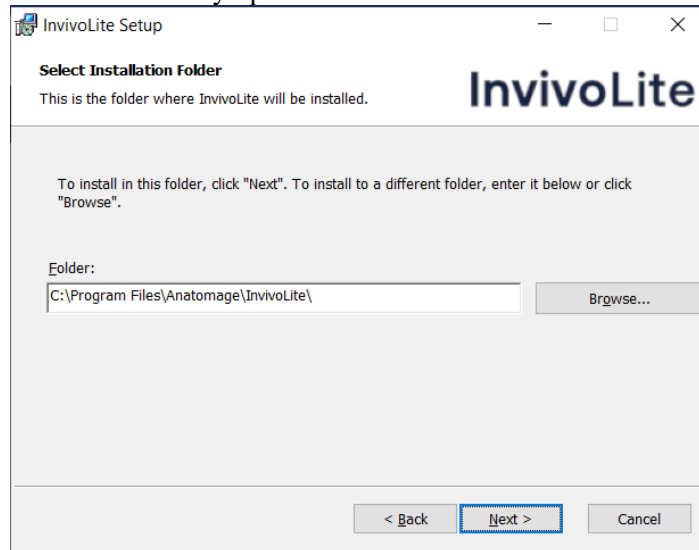 InvivoLite Setup
Select Installation Folder
This is the folder where InvivoLite will be installed.
InvivoLite
To install in this folder, click "Next". To install to a different folder, enter it below or click
"Browse".
Folder:
C:\Program Files\Anatomage\InvivoLite\
Browse...
< Back
Next >
Cancel